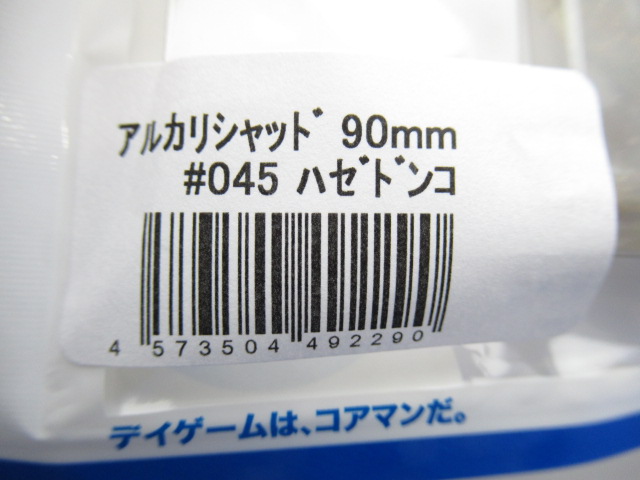 ｱﾙｶﾘｼｬｯﾄﾞ 90mm
#045 ﾊｾﾞﾄﾞﾝｺ
4 573504 492290
デイゲームは、コアマンだ。